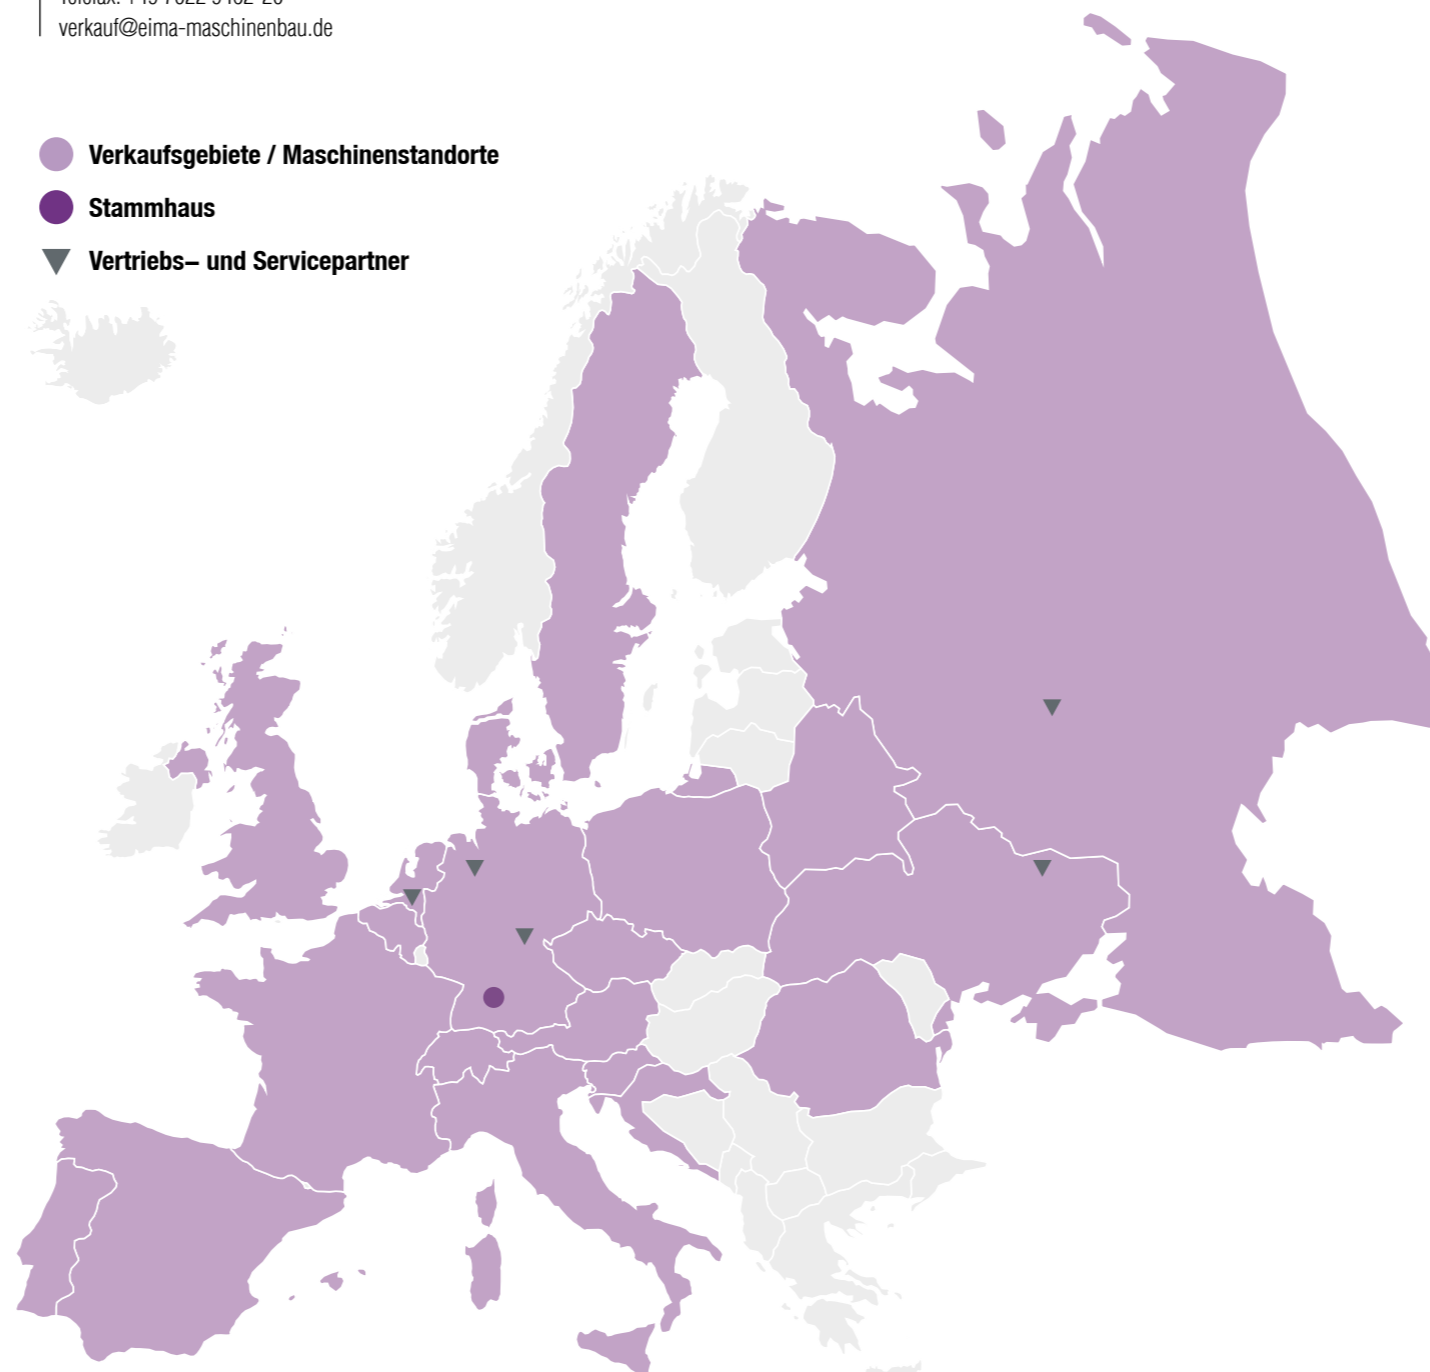 verkauf@eima-maschinenbau.de
Verkaufsgebiete / Maschinenstandorte
Stammhaus
Vertriebs– und Servicepartner